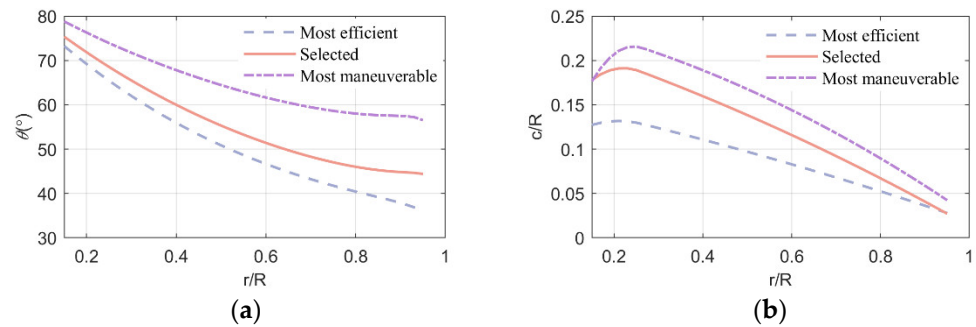 80
70
60
50
40
30
θ(°)
Most efficient
Selected
Most maneuverable
0.2
0.4
0.6
0.8
1
r/R
(a)
0.25
0.2
0.15
0.1
0.05
0
c/R
Most efficient
Selected
Most maneuverable
0.2
0.4
0.6
0.8
1
r/R
(b)